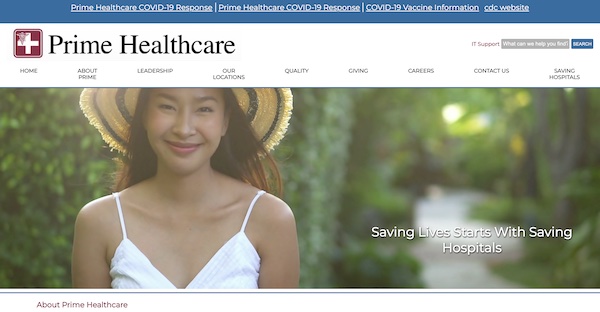 Prime Healthcare COVID-19 Response | Prime Healthcare COVID-19 Response | COVID-19 Vaccine Information cdc website
Prime Healthcare
IT Support What can we help you find? SEARCH
HOME ABOUT PRIME LEADERSHIP OUR LOCATIONS QUALITY GIVING CAREERS CONTACT US SAVING HOSPITALS
Saving Lives Starts With Saving
Hospitals
About Prime Healthcare